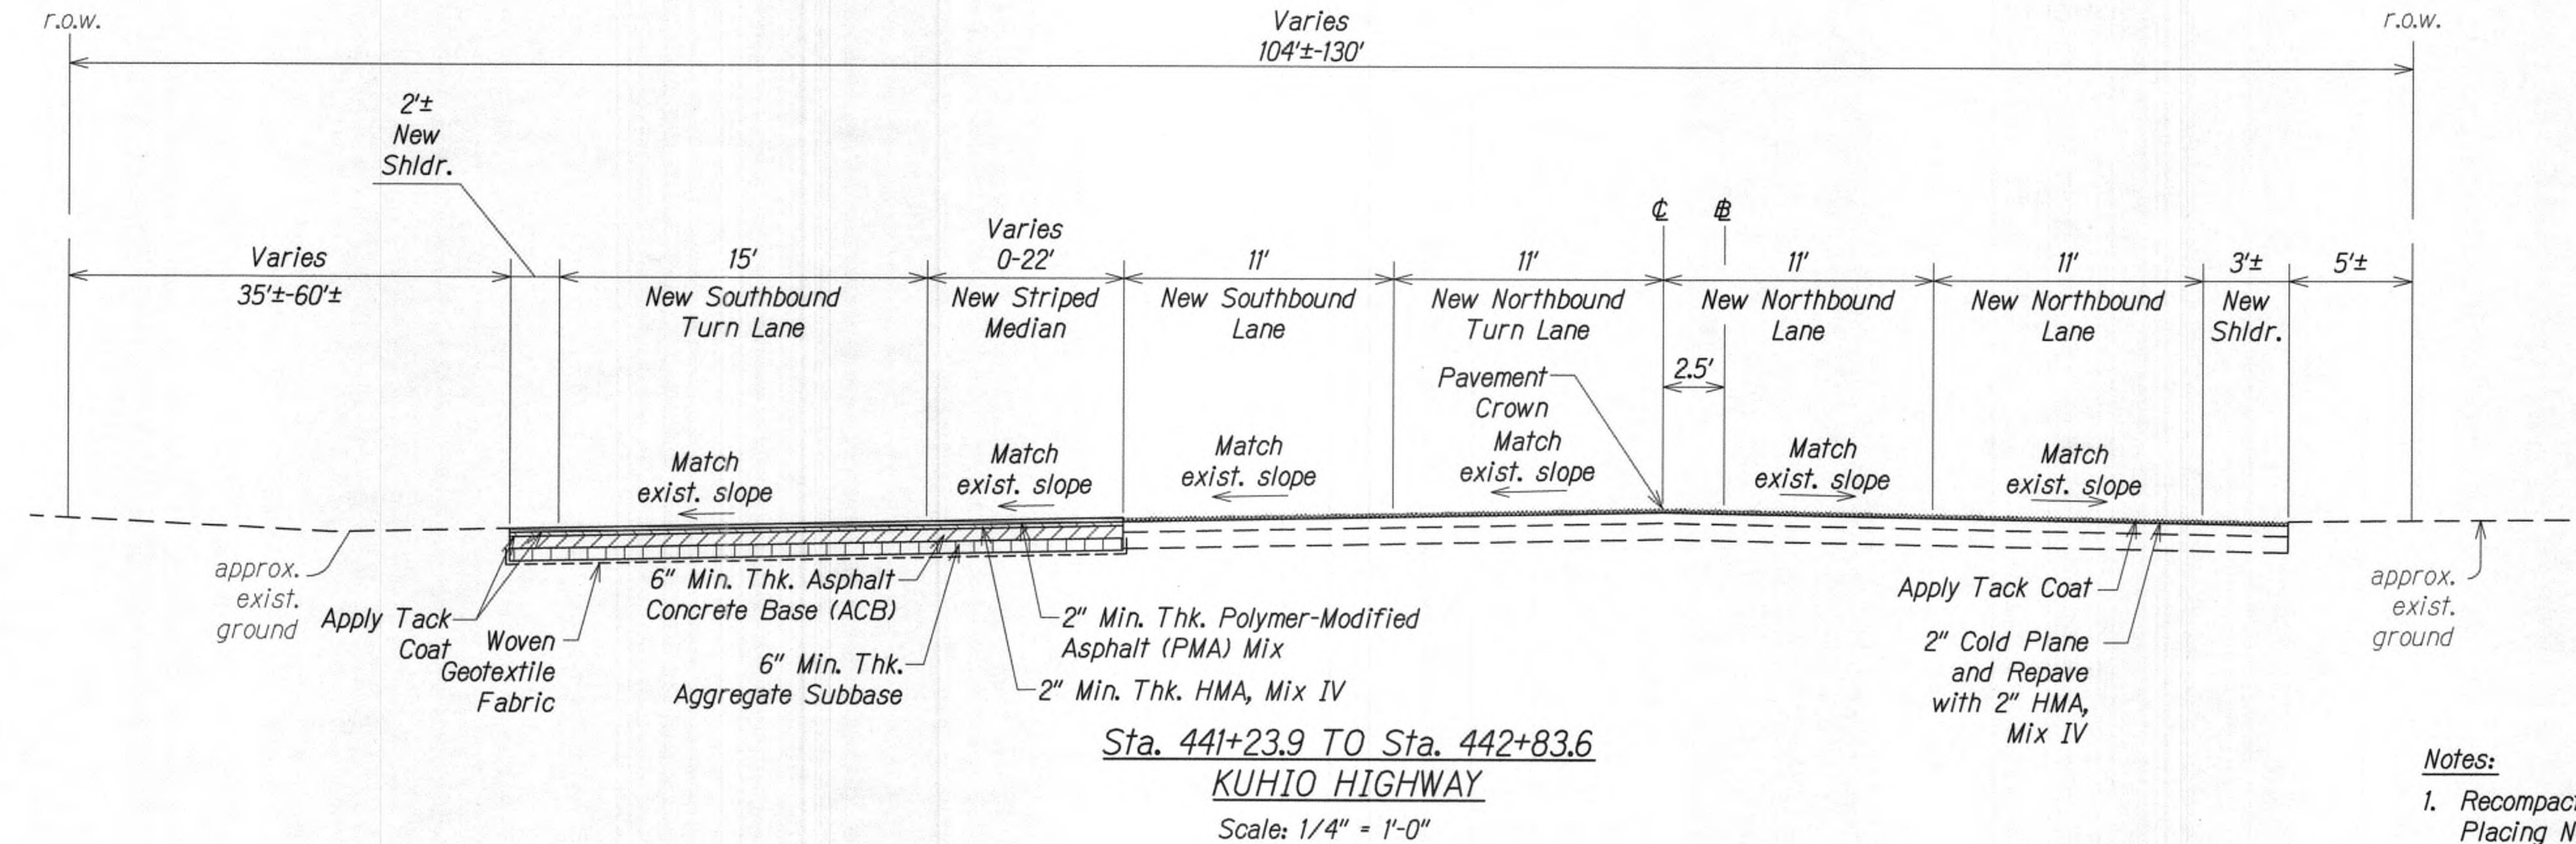 r.o.w.
Varies
104'±-130'
r.o.w.
2'±
New
Shldr.
Varies
35'±-60'±
15'
New Southbound
Turn Lane
Varies
0-22'
New Striped
Median
11'
New Southbound
Lane
11'
New Northbound
Turn Lane
℄
BL
11'
New Northbound
Lane
11'
New Northbound
Lane
3'±
New
Shldr.
5'±
2.5'
Pavement
Crown
Match
exist. slope
Match
exist. slope
Match
exist. slope
Match
exist. slope
Match
exist. slope
Match
exist. slope
approx.
exist.
ground
Apply Tack
Coat
Woven
Geotextile
Fabric
6" Min. Thk. Asphalt
Concrete Base (ACB)
6" Min. Thk.
Aggregate Subbase
2" Min. Thk. Polymer-Modified
Asphalt (PMA) Mix
2" Min. Thk. HMA, Mix IV
Apply Tack Coat
2" Cold Plane
and Repave
with 2" HMA,
Mix IV
approx.
exist.
ground
Sta. 441+23.9 TO Sta. 442+83.6
KUHIO HIGHWAY
Scale: 1/4" = 1'-0"
Notes:
1. Recompac
Placing N